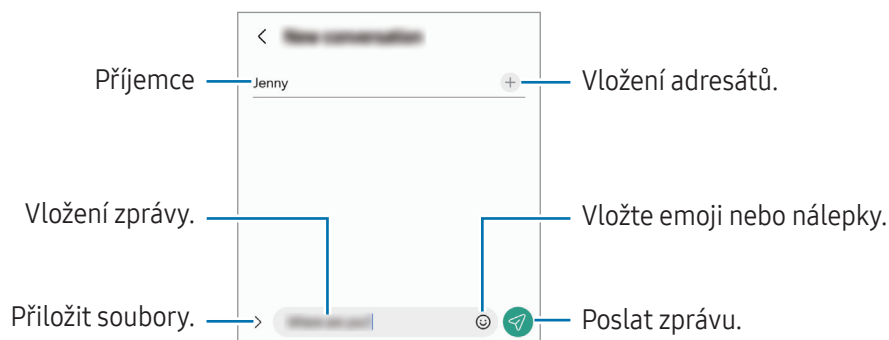 Příjemce
Jenny
Vložení adresátů.
Vložení zprávy.
Vložte emoji nebo nálepky.
Přiložit soubory.
Poslat zprávu.